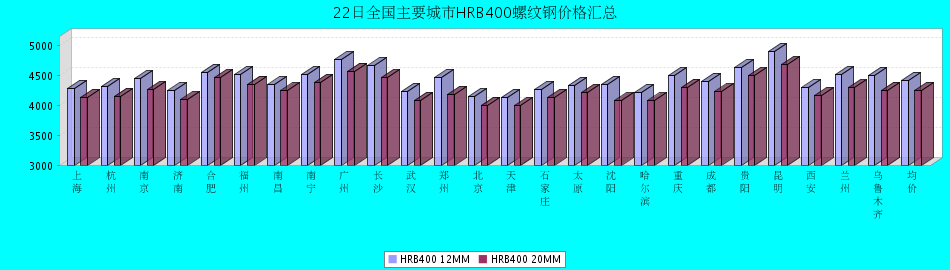 22日全国主要城市HRB400螺纹钢价格汇总
5000
4500
4000
3500
3000
上海
杭州
南京
济南
合肥
福州
南昌
南宁
广州
长沙
武汉
郑州
北京
天津
石家庄
太原
沈阳
哈尔滨
重庆
成都
贵阳
昆明
西安
兰州
乌鲁木齐
均价
HRB400 12MM
HRB400 20MM